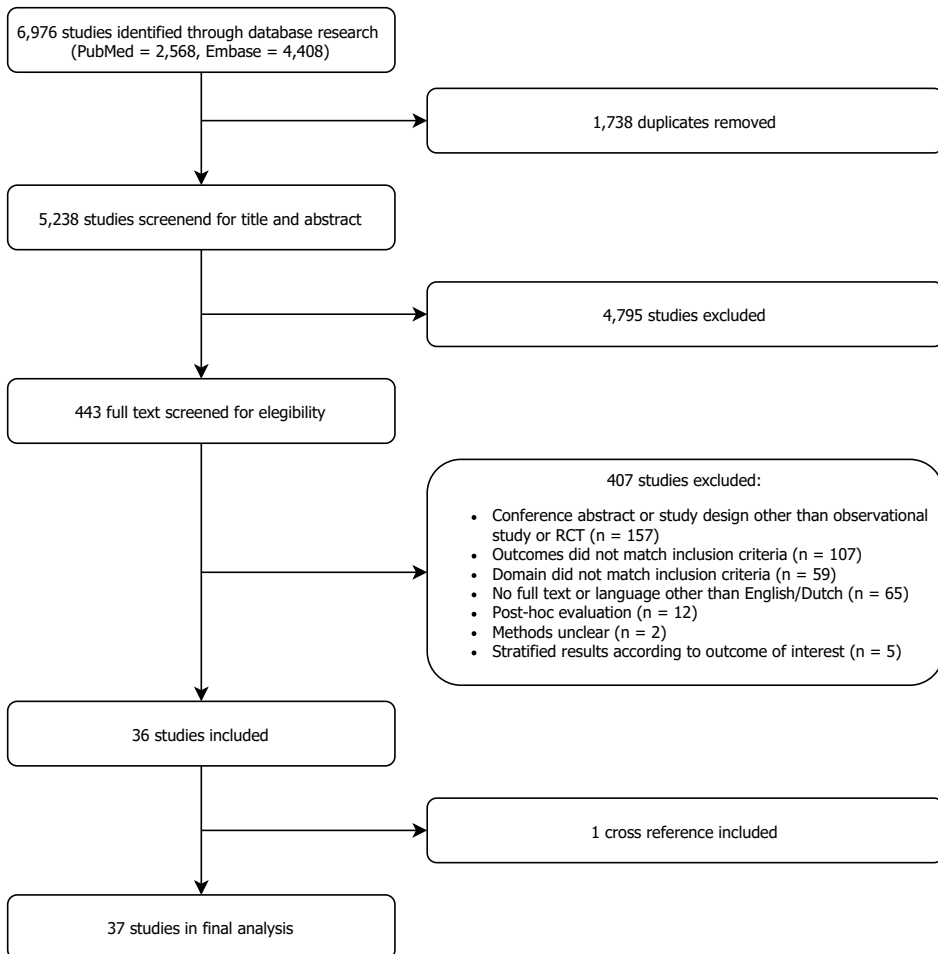 6,976 studies identified through database research
(PubMed = 2,568, Embase = 4,408)
1,738 duplicates removed
5,238 studies screenend for title and abstract
4,795 studies excluded
443 full text screened for elegibility
407 studies excluded:
• Conference abstract or study design other than observational
study or RCT (n = 157)
• Outcomes did not match inclusion criteria (n = 107)
• Domain did not match inclusion criteria (n = 59)
• No full text or language other than English/Dutch (n = 65)
• Post-hoc evaluation (n = 12)
• Methods unclear (n = 2)
• Stratified results according to outcome of interest (n = 5)
36 studies included
1 cross reference included
37 studies in final analysis